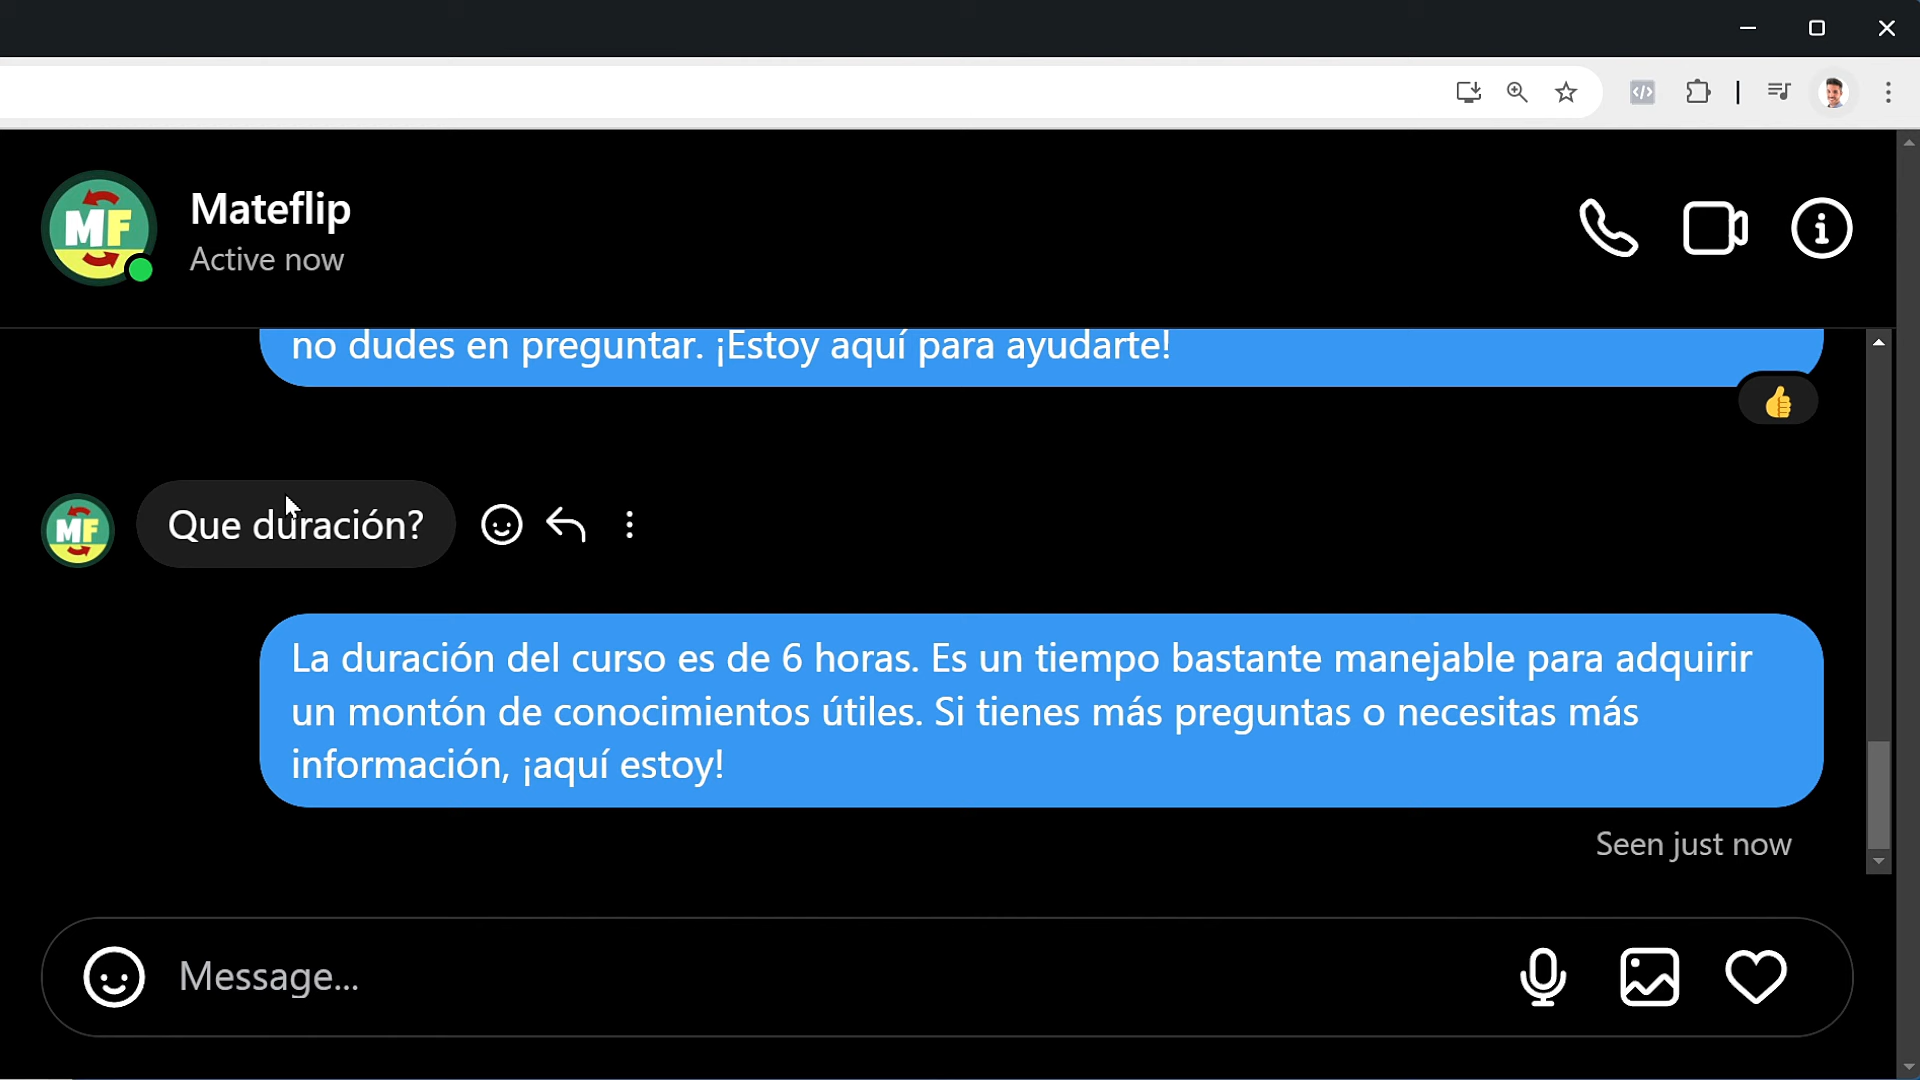 Mateflip
Active now
no dudes en preguntar. ¡Estoy aquí para ayudarte!
Que duración?
La duración del curso es de 6 horas. Es un tiempo bastante manejable para adquirir
un montón de conocimientos útiles. Si tienes más preguntas o necesitas más
información, ¡aquí estoy!
Seen just now
Message...
MF
MF